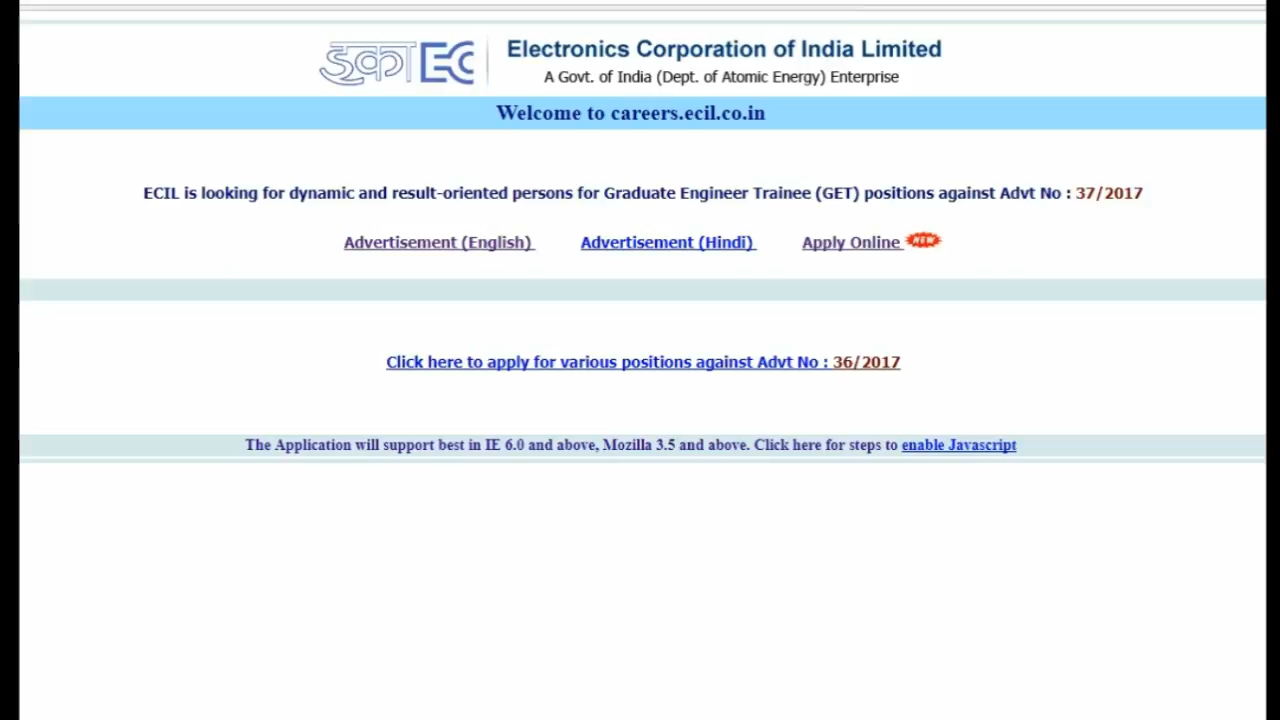 इका EC
Electronics Corporation of India Limited
A Govt. of India (Dept. of Atomic Energy) Enterprise
Welcome to careers.ecil.co.in
ECIL is looking for dynamic and result-oriented persons for Graduate Engineer Trainee (GET) positions against Advt No : 37/2017
Advertisement (English) Advertisement (Hindi) Apply Online NEW
Click here to apply for various positions against Advt No : 36/2017
The Application will support best in IE 6.0 and above, Mozilla 3.5 and above. Click here for steps to enable Javascript